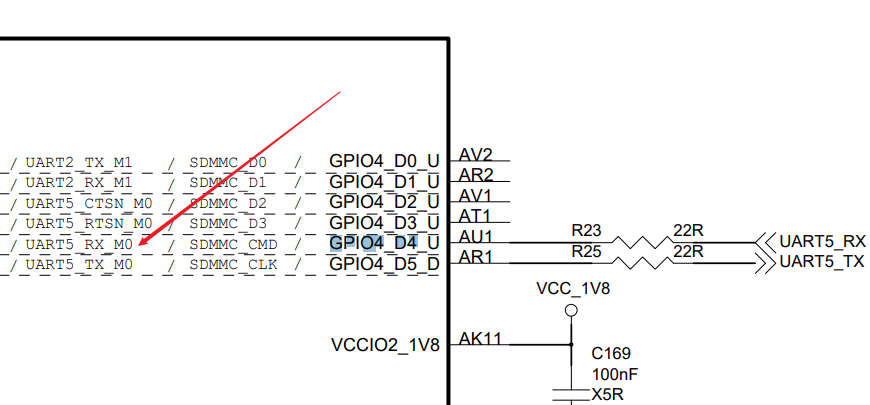 / UART2_TX_M1 / SDMMC_D0 / GPIO4_D0_U AV2
/ UART2_RX_M1 / SDMMC_D1 / GPIO4_D1_U AR2
/ UART5_CTSN_M0 / SDMMC_D2 / GPIO4_D2_U AV1
/ UART5_RTSN_M0 / SDMMC_D3 / GPIO4_D3_U AT1
/ UART5_RX_M0 / SDMMC_CMD / GPIO4_D4_U AU1 R23 22R UART5_RX
/ UART5_TX_M0 / SDMMC_CLK / GPIO4_D5_D AR1 R25 22R UART5_TX
VCC_1V8
VCCIO2_1V8 AK11
C169
100nF
X5R